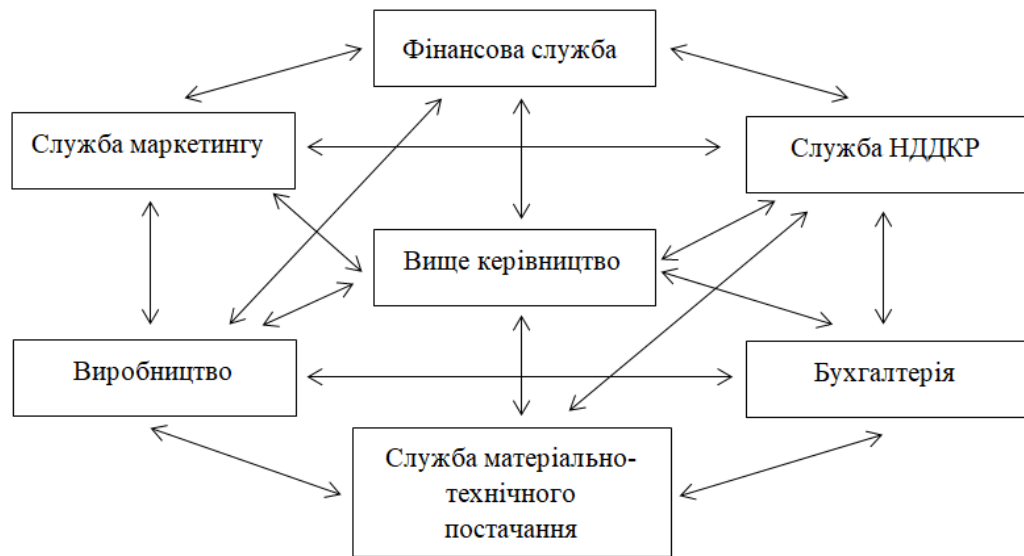 Фінансова служба
Служба маркетингу
Служба НДДКР
Вище керівництво
Виробництво
Бухгалтерія
Служба матеріально-
технічного
постачання